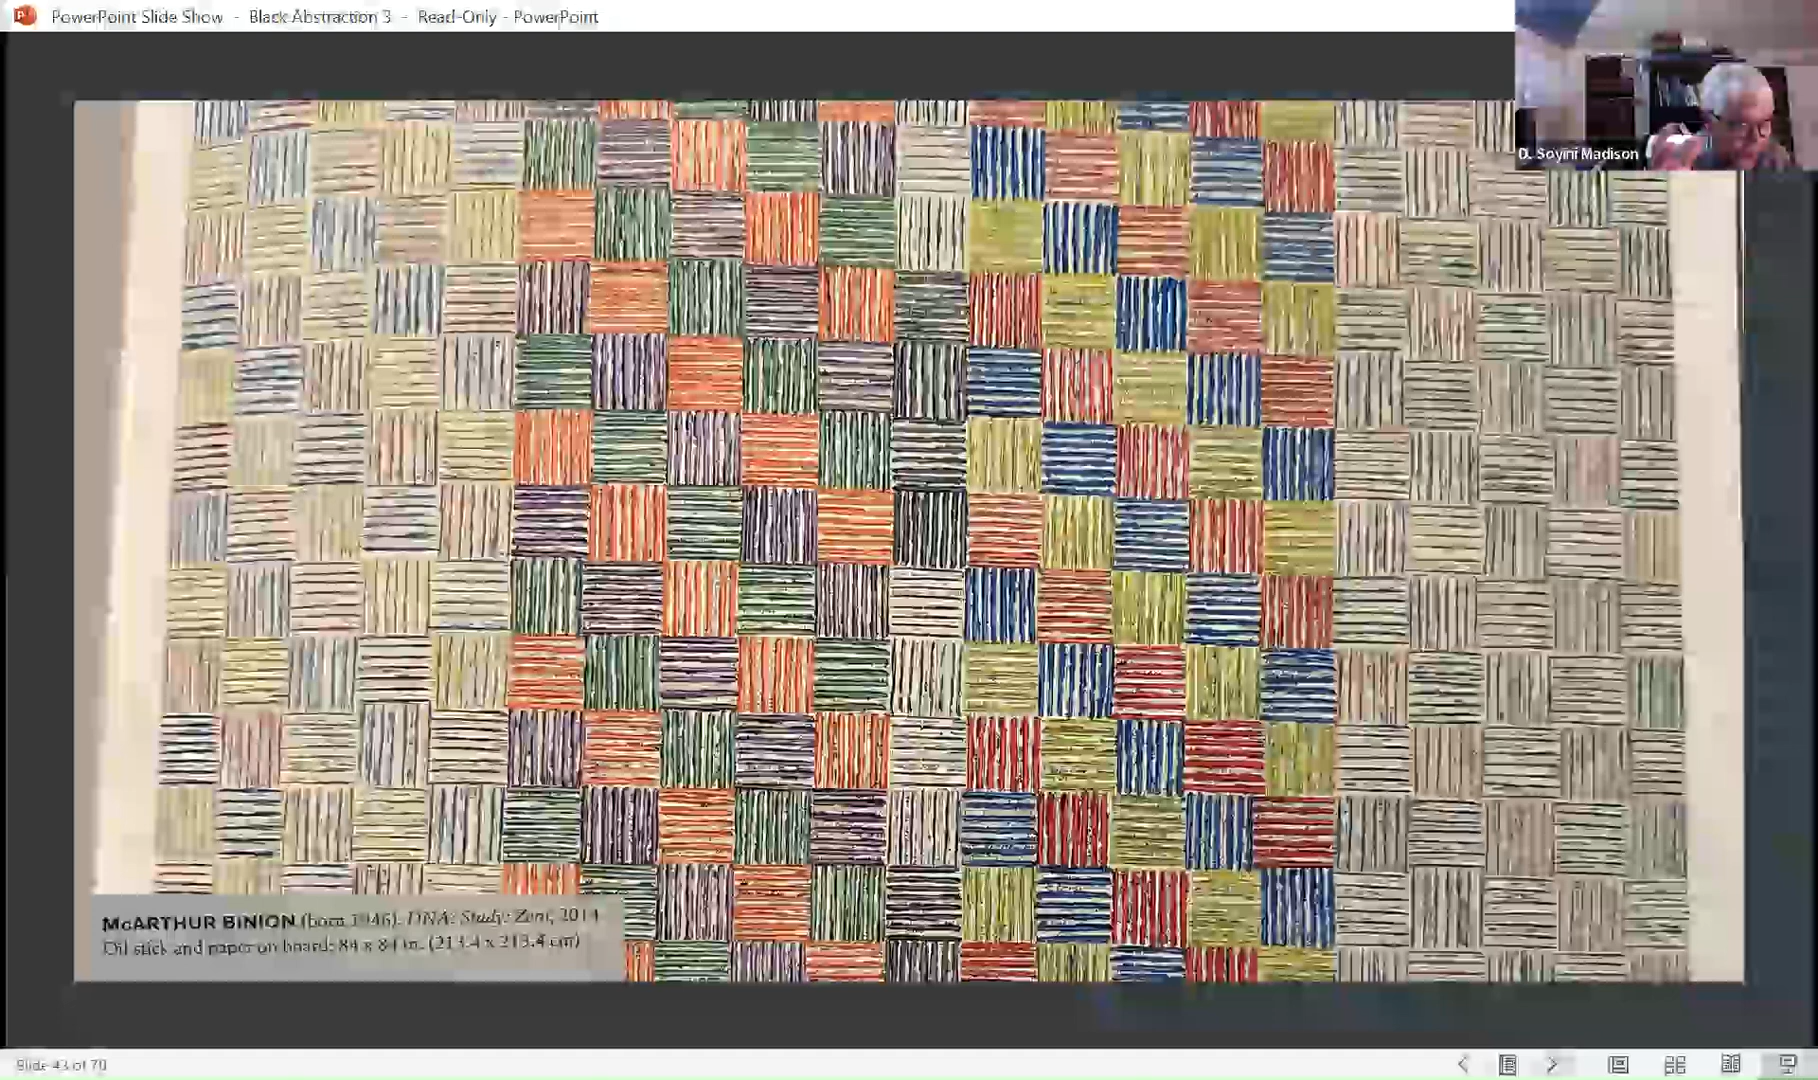 PowerPoint Slide Show - Black Abstraction 3 - Read-Only - PowerPoint
D. Soyini Madison
McARTHUR BINION (born 1946). DNA: Study: Zero, 2014
Oil stick and paper on board; 84 x 84 in. (213.4 x 213.4 cm)
Slide 43 of 70